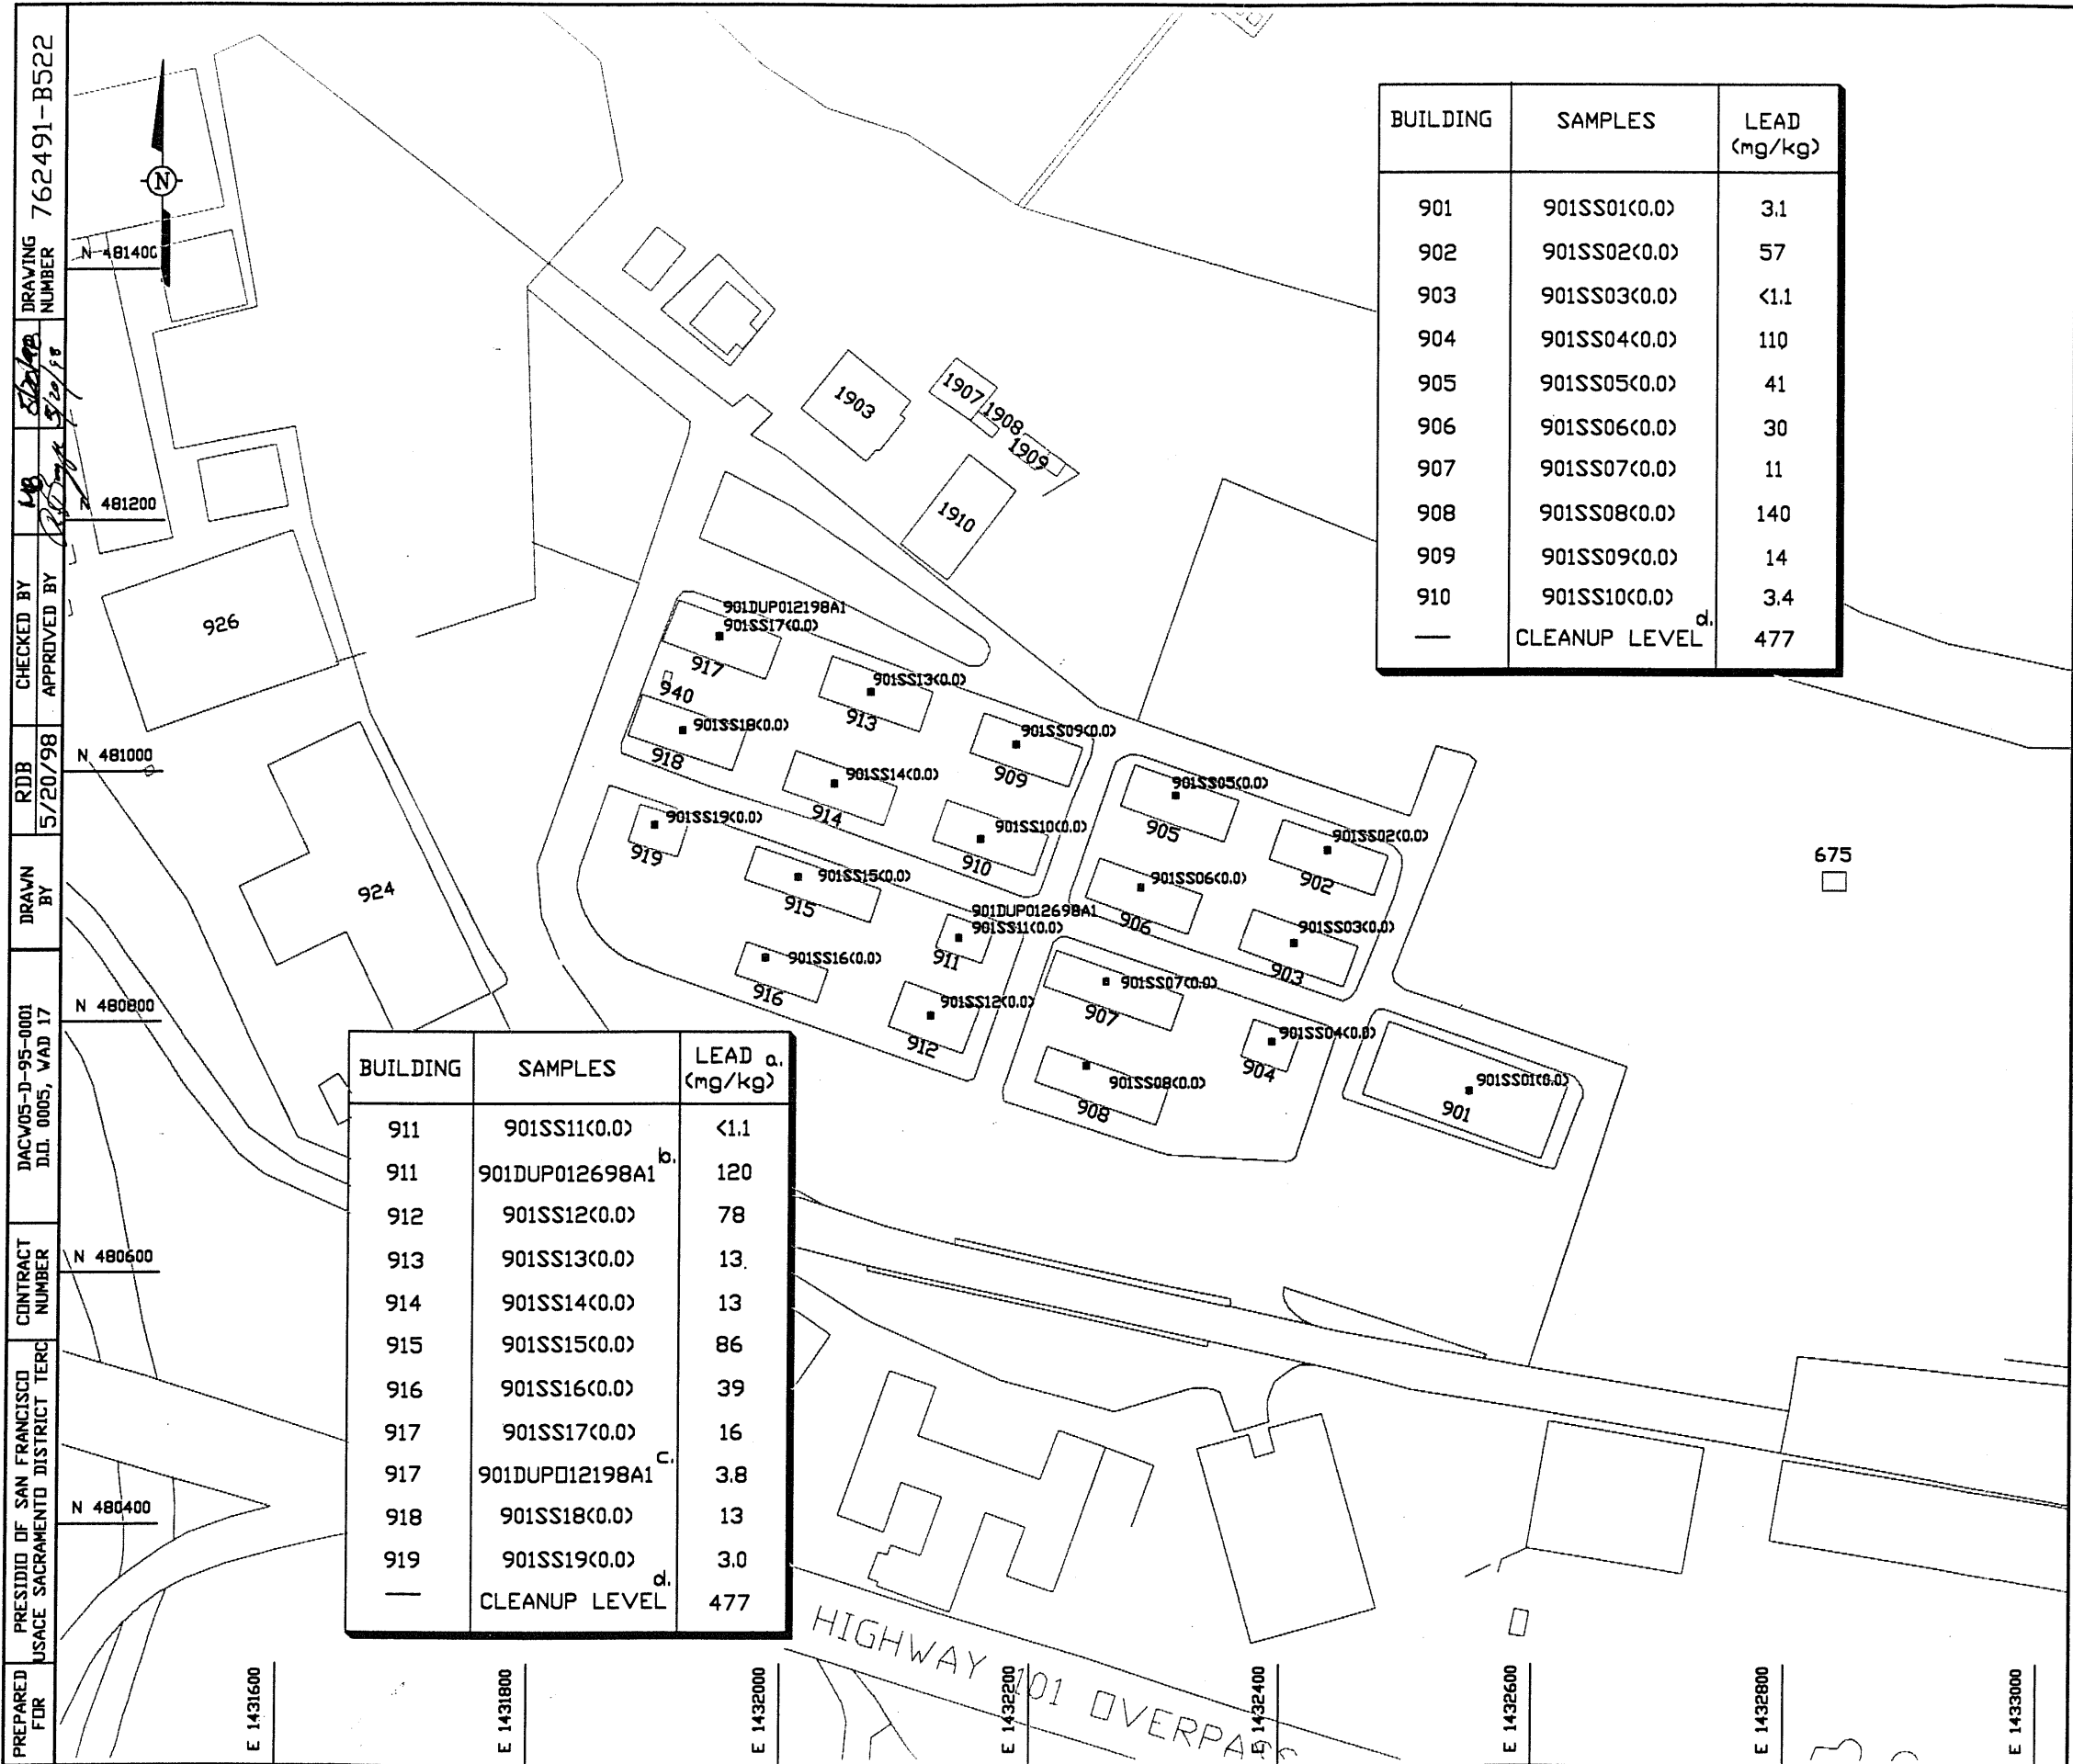 DRAWING NUMBER 762491-B522
CHECKED BY
5/20/98
APPROVED BY
5/20/98
DRAWN BY
RDB
5/20/98
CONTRACT NUMBER
DACW05-D-95-0001
D.O. 0005, WAD 17
PREPARED FOR
PRESIDIO OF SAN FRANCISCO
USACE SACRAMENTO DISTRICT TERC
N
N 481400
N 481200
N 481000
N 480800
N 480600
N 480400
E 1431600
E 1431800
E 1432000
E 1432200
E 1432400
E 1432600
E 1432800
E 1433000
BUILDING SAMPLES LEAD (mg/kg)
901 901SS01(0.0) 3.1
902 901SS02(0.0) 57
903 901SS03(0.0) <1.1
904 901SS04(0.0) 110
905 901SS05(0.0) 41
906 901SS06(0.0) 30
907 901SS07(0.0) 11
908 901SS08(0.0) 140
909 901SS09(0.0) 14
910 901SS10(0.0) 3.4
— CLEANUP LEVEL d. 477
1903
1907
1908
1909
1910
926
924
675
901DUP012198A1
901SS17(0.0)
917
940
901SS13(0.0)
913
901SS18(0.0)
918
901SS09(0.0)
909
901SS14(0.0)
914
901SS05(0.0)
905
901SS19(0.0)
919
901SS10(0.0)
910
901SS02(0.0)
902
901SS15(0.0)
915
901SS06(0.0)
906
901DUP012698A1
901SS11(0.0)
911
901SS03(0.0)
903
901SS16(0.0)
916
901SS07(0.0)
907
901SS12(0.0)
912
901SS04(0.0)
904
901SS08(0.0)
908
901SS01(0.0)
901
BUILDING SAMPLES LEAD a. (mg/kg)
911 901SS11(0.0) <1.1
911 901DUP012698A1 b. 120
912 901SS12(0.0) 78
913 901SS13(0.0) 13
914 901SS14(0.0) 13
915 901SS15(0.0) 86
916 901SS16(0.0) 39
917 901SS17(0.0) 16
917 901DUPO12198A1 c. 3.8
918 901SS18(0.0) 13
919 901SS19(0.0) 3.0
— CLEANUP LEVEL d. 477
HIGHWAY 101 OVERPASS